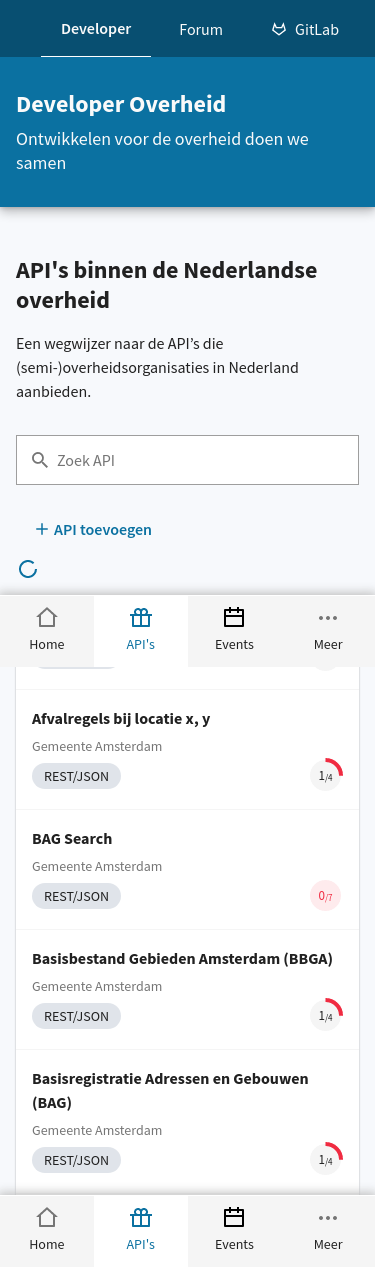 Developer
Forum
GitLab
Developer Overheid
Ontwikkelen voor de overheid doen we
samen
API's binnen de Nederlandse
overheid
Een wegwijzer naar de API’s die
(semi-)overheidsorganisaties in Nederland
aanbieden.
Zoek API
+ API toevoegen
Home
API's
Events
Meer
Afvalregels bij locatie x, y
Gemeente Amsterdam
REST/JSON
1/4
BAG Search
Gemeente Amsterdam
REST/JSON
0/7
Basisbestand Gebieden Amsterdam (BBGA)
Gemeente Amsterdam
REST/JSON
1/4
Basisregistratie Adressen en Gebouwen
(BAG)
Gemeente Amsterdam
REST/JSON
1/4
Home
API's
Events
Meer